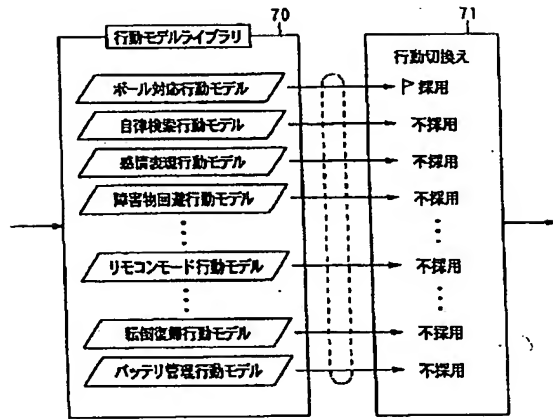 70
71
行動モデルライブラリ
行動切換え
ボール対応行動モデル
採用
自律検索行動モデル
不採用
感情表現行動モデル
不採用
障害物回避行動モデル
不採用
リモコンモード行動モデル
不採用
転倒復帰行動モデル
不採用
バッテリ管理行動モデル
不採用